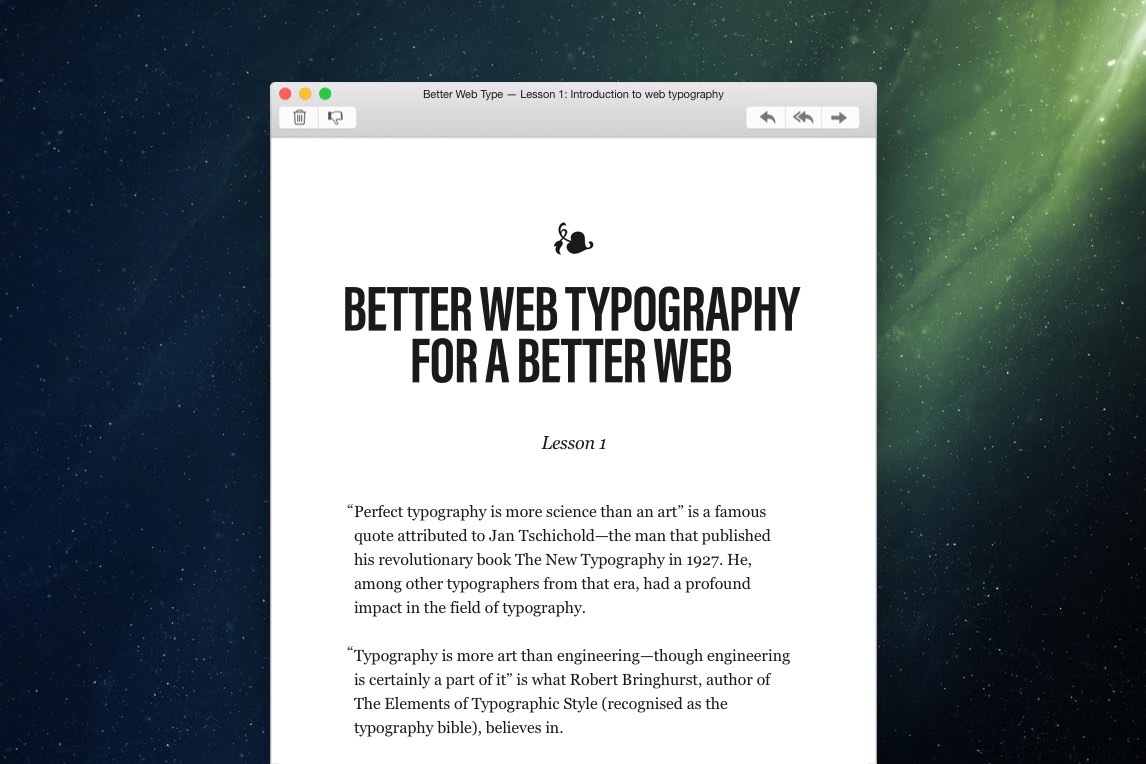 Better Web Type — Lesson 1: Introduction to web typography
BETTER WEB TYPOGRAPHY
FOR A BETTER WEB
Lesson 1
“Perfect typography is more science than an art” is a famous
quote attributed to Jan Tschichold—the man that published
his revolutionary book The New Typography in 1927. He,
among other typographers from that era, had a profound
impact in the field of typography.
“Typography is more art than engineering—though engineering
is certainly a part of it” is what Robert Bringhurst, author of
The Elements of Typographic Style (recognised as the
typography bible), believes in.